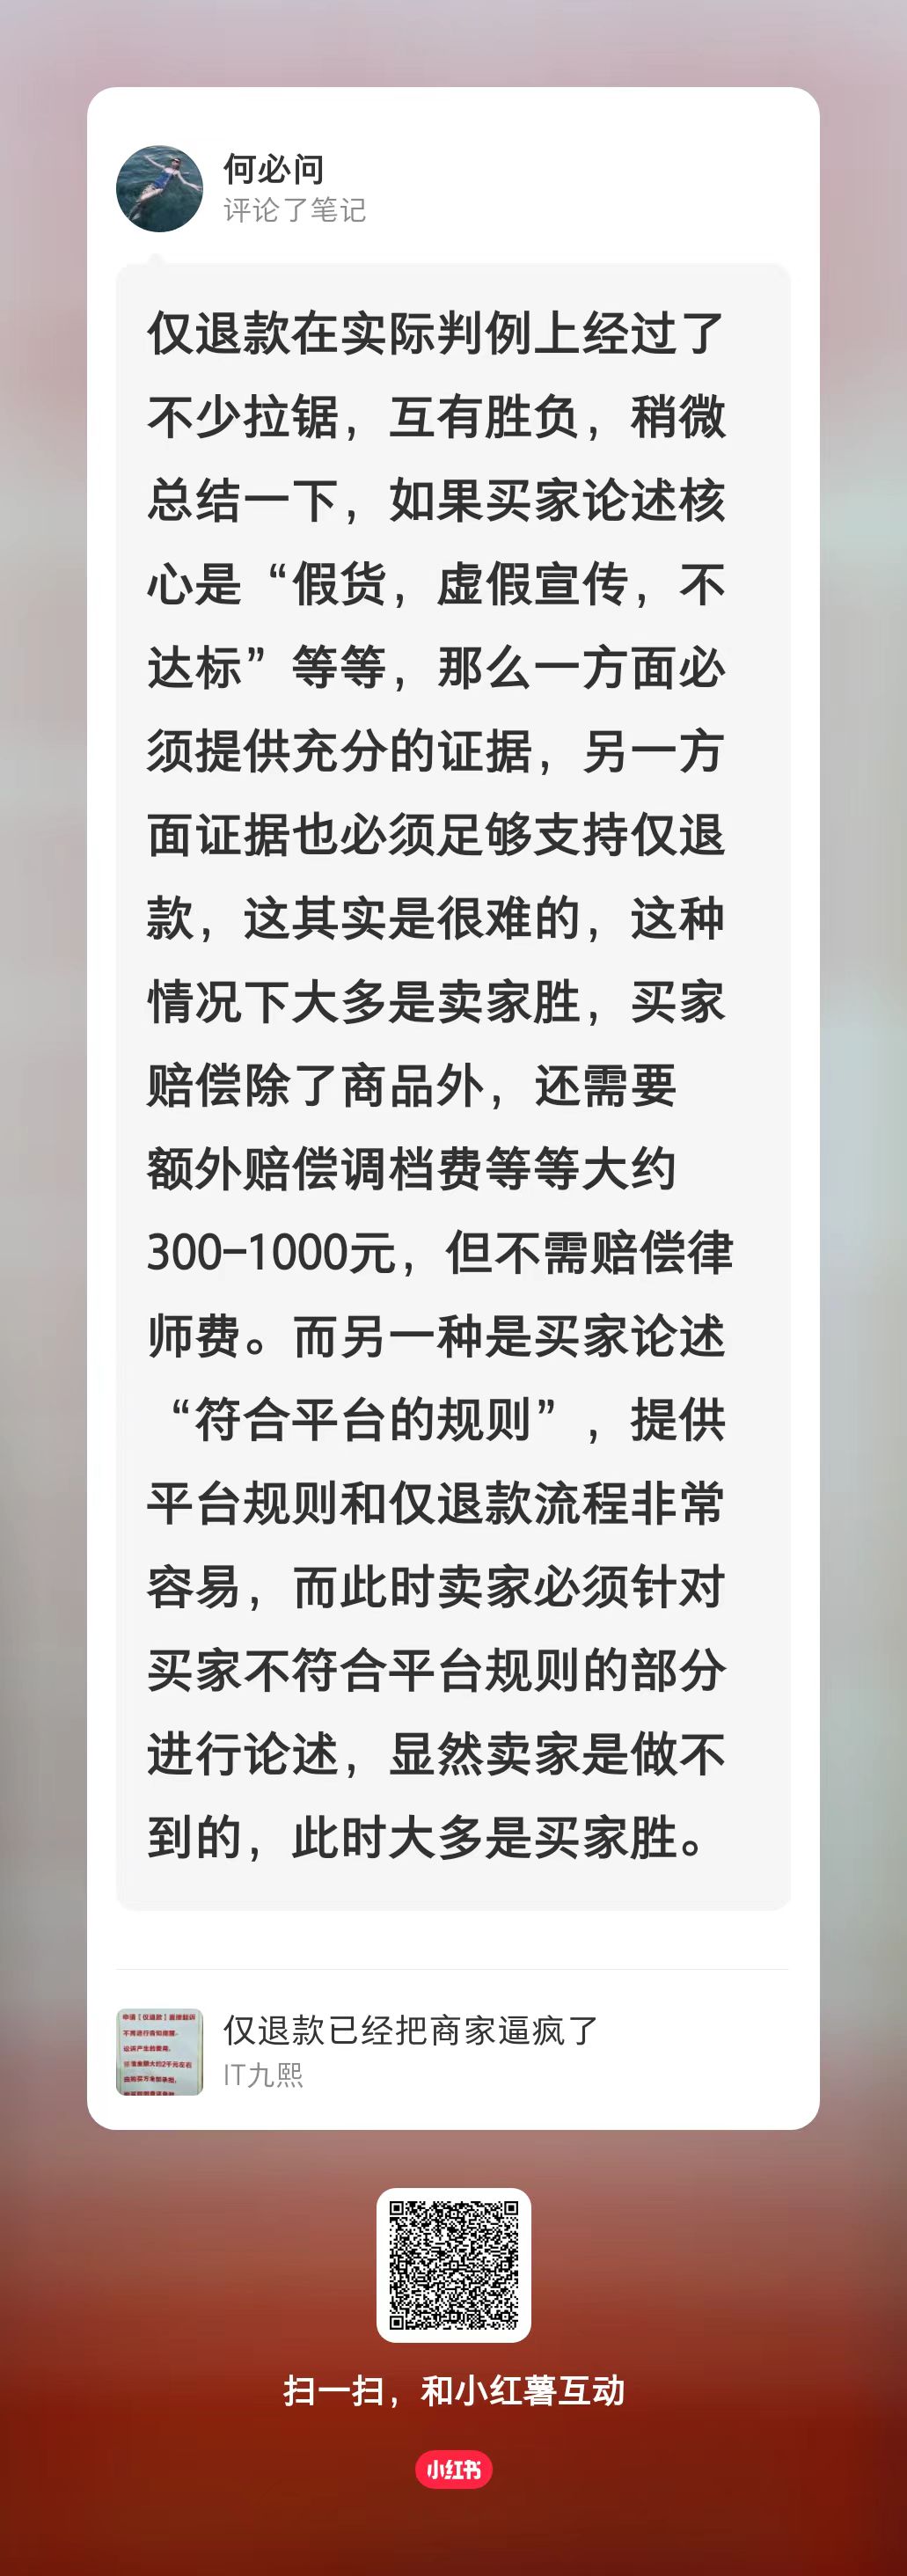 何必问
评论了笔记
仅退款在实际判例上经过了
不少拉锯，互有胜负，稍微
总结一下，如果买家论述核
心是“假货，虚假宣传，不
达标”等等，那么一方面必
须提供充分的证据，另一方
面证据也必须足够支持仅退
款，这其实是很难的，这种
情况下大多是卖家胜，买家
赔偿除了商品外，还需要
额外赔偿调档费等等大约
300-1000元，但不需赔偿律
师费。而另一种是买家论述
“符合平台的规则”，提供
平台规则和仅退款流程非常
容易，而此时卖家必须针对
买家不符合平台规则的部分
进行论述，显然卖家是做不
到的，此时大多是买家胜。
仅退款已经把商家逼疯了
IT九熙
扫一扫，和小红薯互动
小红书